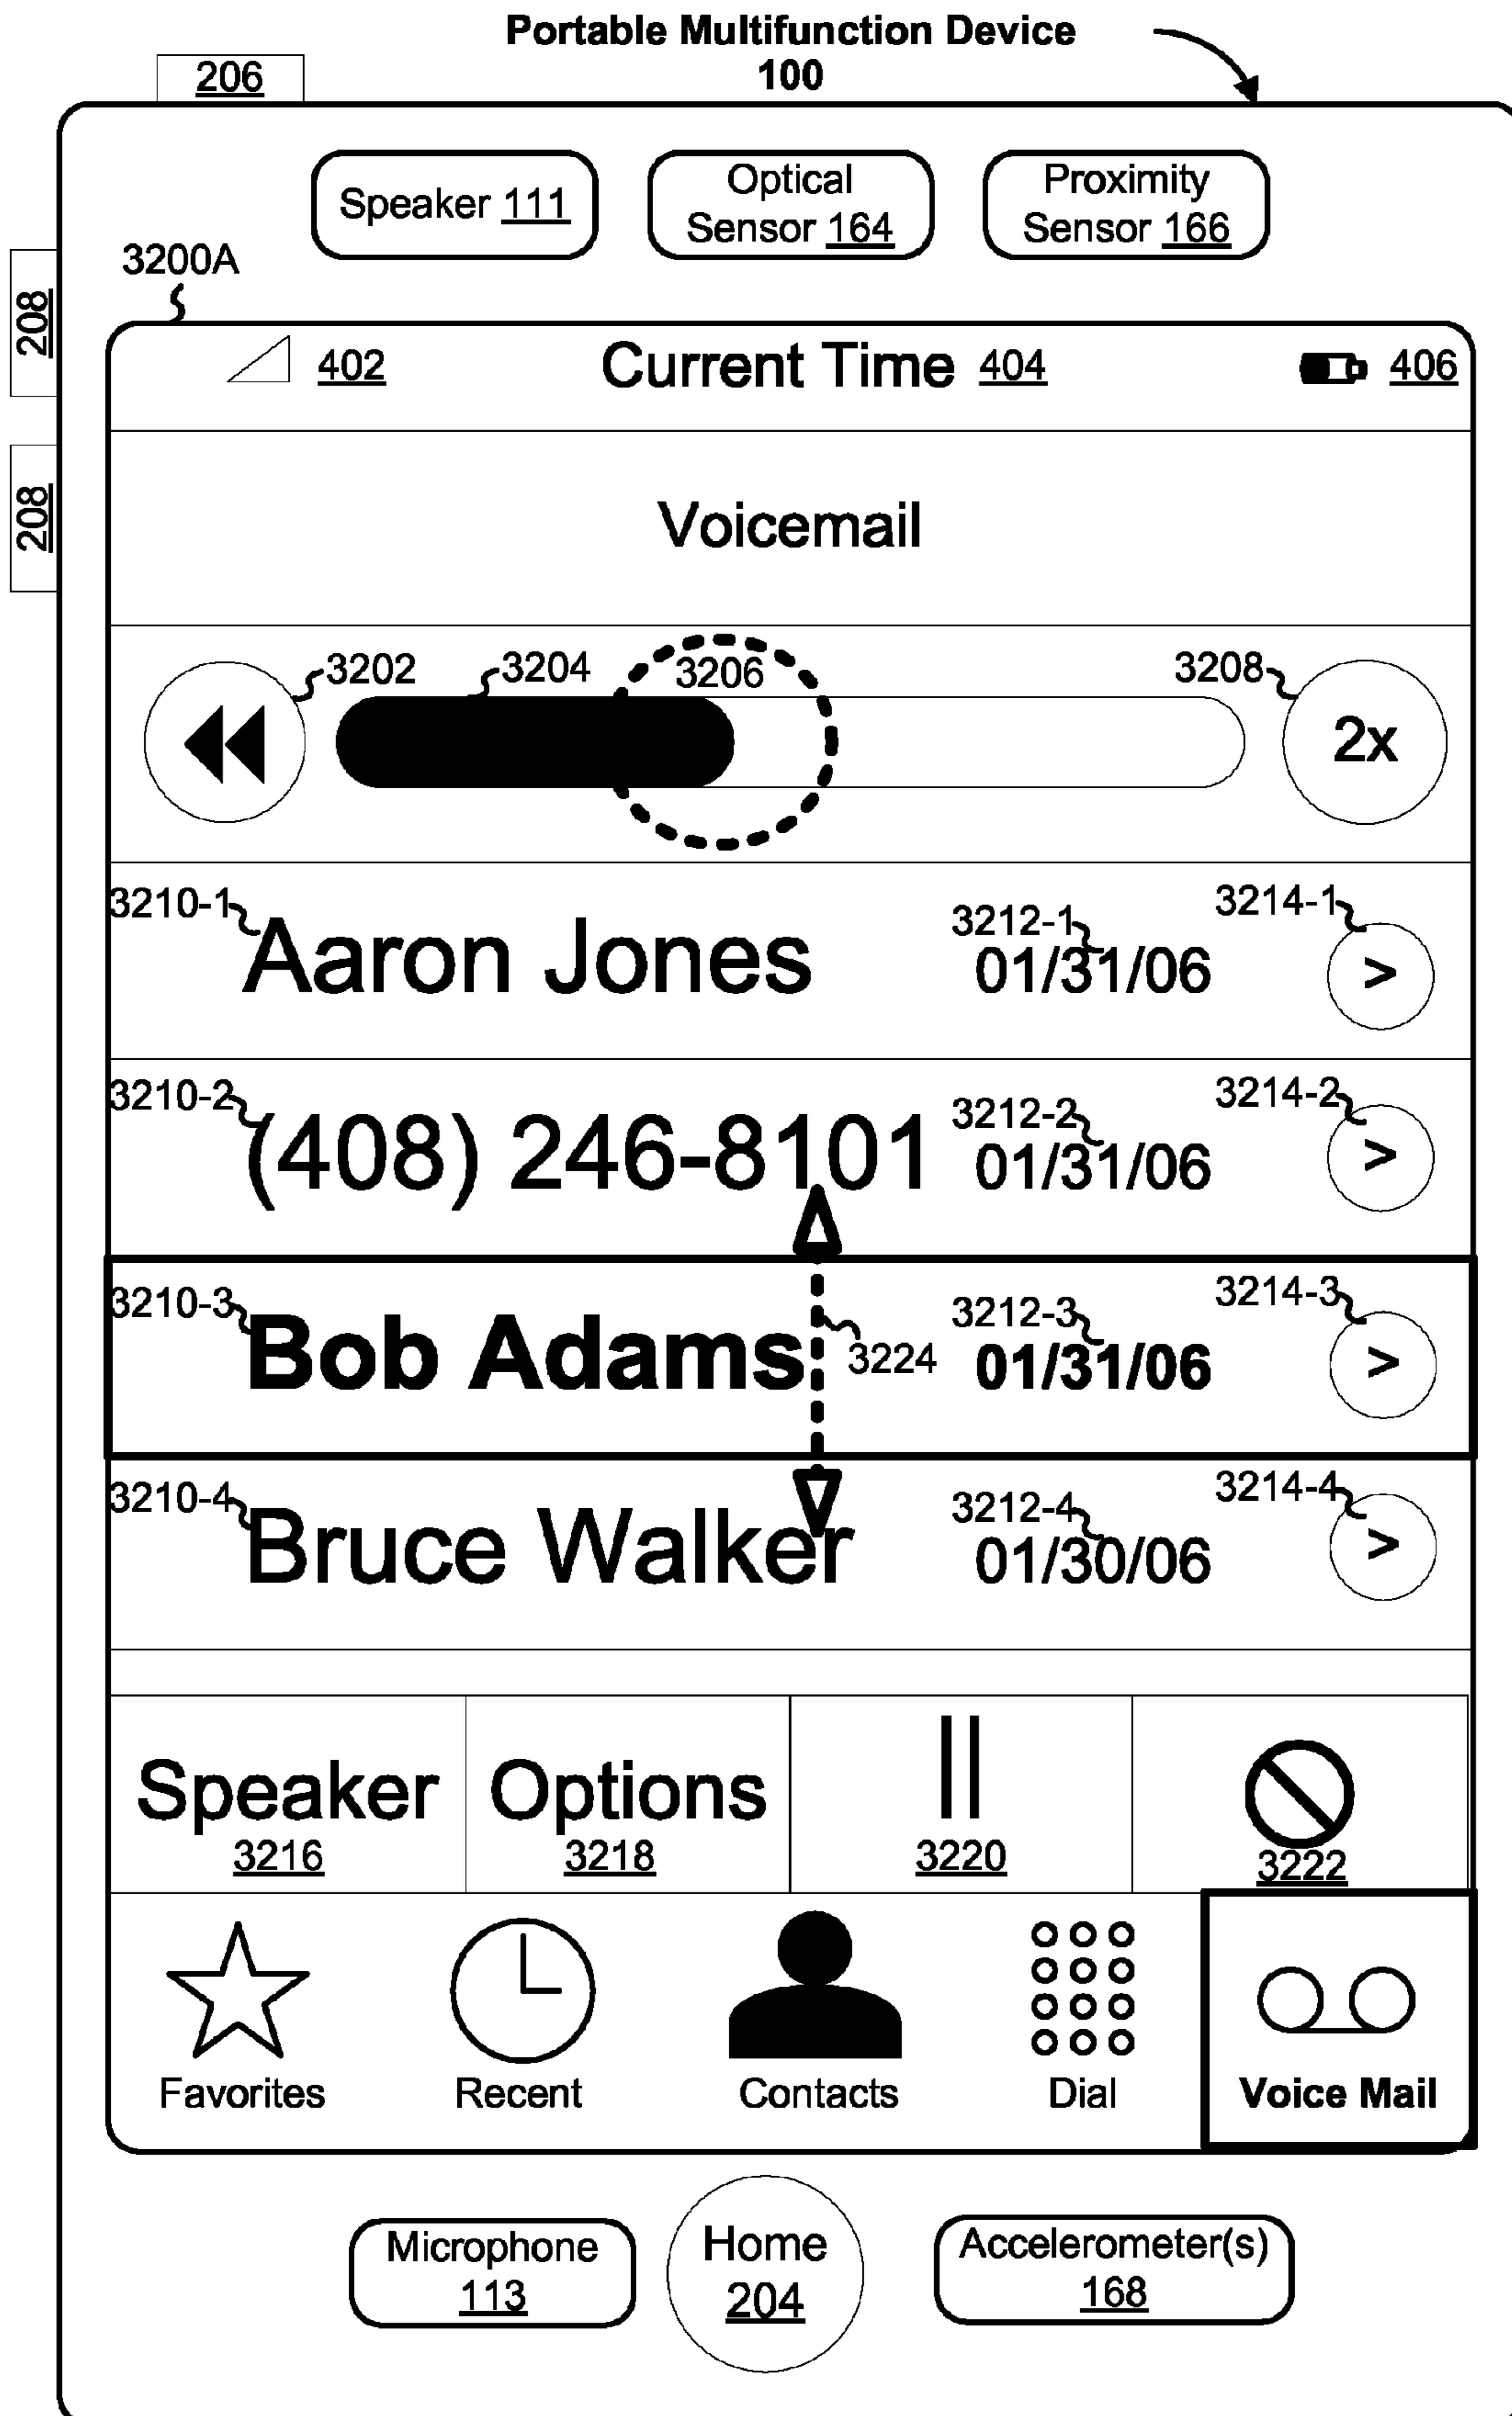 Portable Multifunction Device
100
206
Speaker 111
Optical
Sensor 164
Proximity
Sensor 166
3200A
208
208
402
Current Time 404
406
Voicemail
3202
3204
3206
3208
2x
3210-1
Aaron Jones
3212-1
01/31/06
3214-1
>
3210-2
(408) 246-8101
3212-2
01/31/06
3214-2
>
3210-3
Bob Adams
3224
3212-3
01/31/06
3214-3
>
3210-4
Bruce Walker
3212-4
01/30/06
3214-4
>
Speaker
3216
Options
3218
3220
3222
Favorites
Recent
Contacts
Dial
Voice Mail
Microphone
113
Home
204
Accelerometer(s)
168